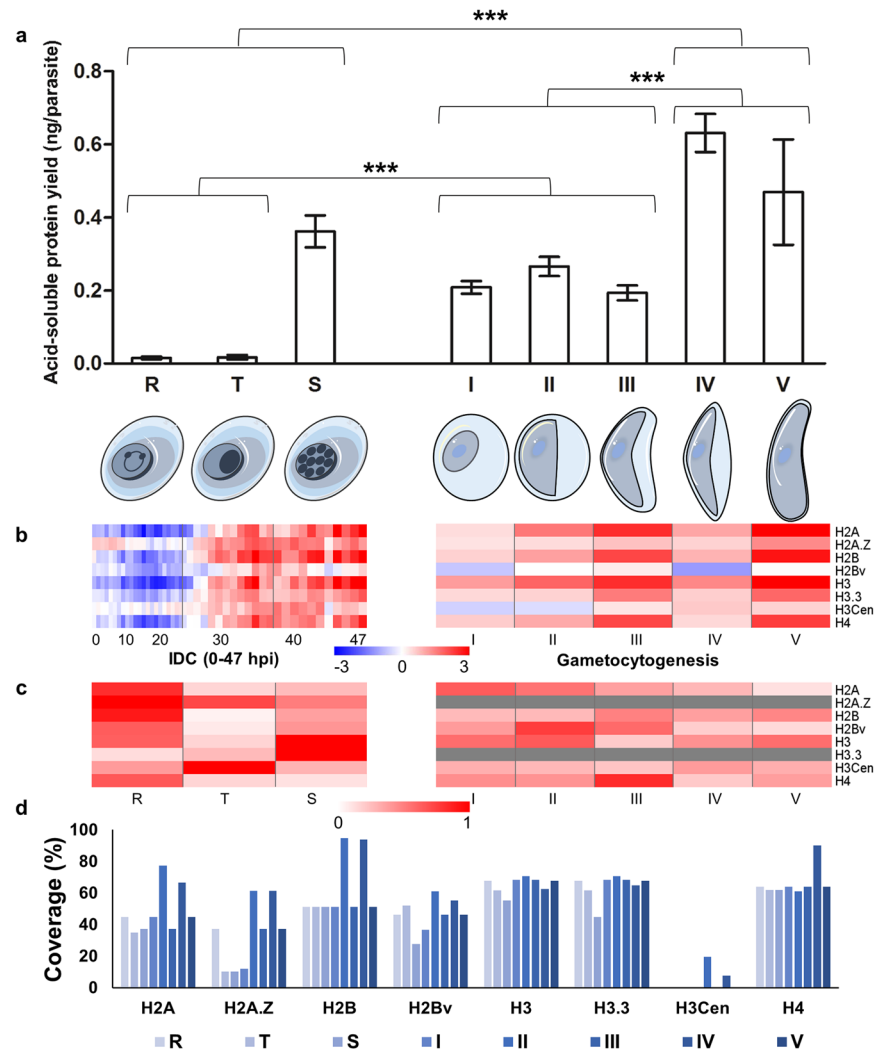 a
***
***
***
Acid-soluble protein yield (ng/parasite)
0.8
0.6
0.4
0.2
0.0
R T S I II III IV V
b
H2A
H2A.Z
H2B
H2Bv
H3
H3.3
H3Cen
H4
0 10 20 30 40 47
I II III IV V
IDC (0-47 hpi)
-3 0 3
Gametocytogenesis
c
H2A
H2A.Z
H2B
H2Bv
H3
H3.3
H3Cen
H4
R T S I II III IV V
0 1
d
Coverage (%)
100
80
60
40
20
0
H2A H2A.Z H2B H2Bv H3 H3.3 H3Cen H4
R T S I II III IV V